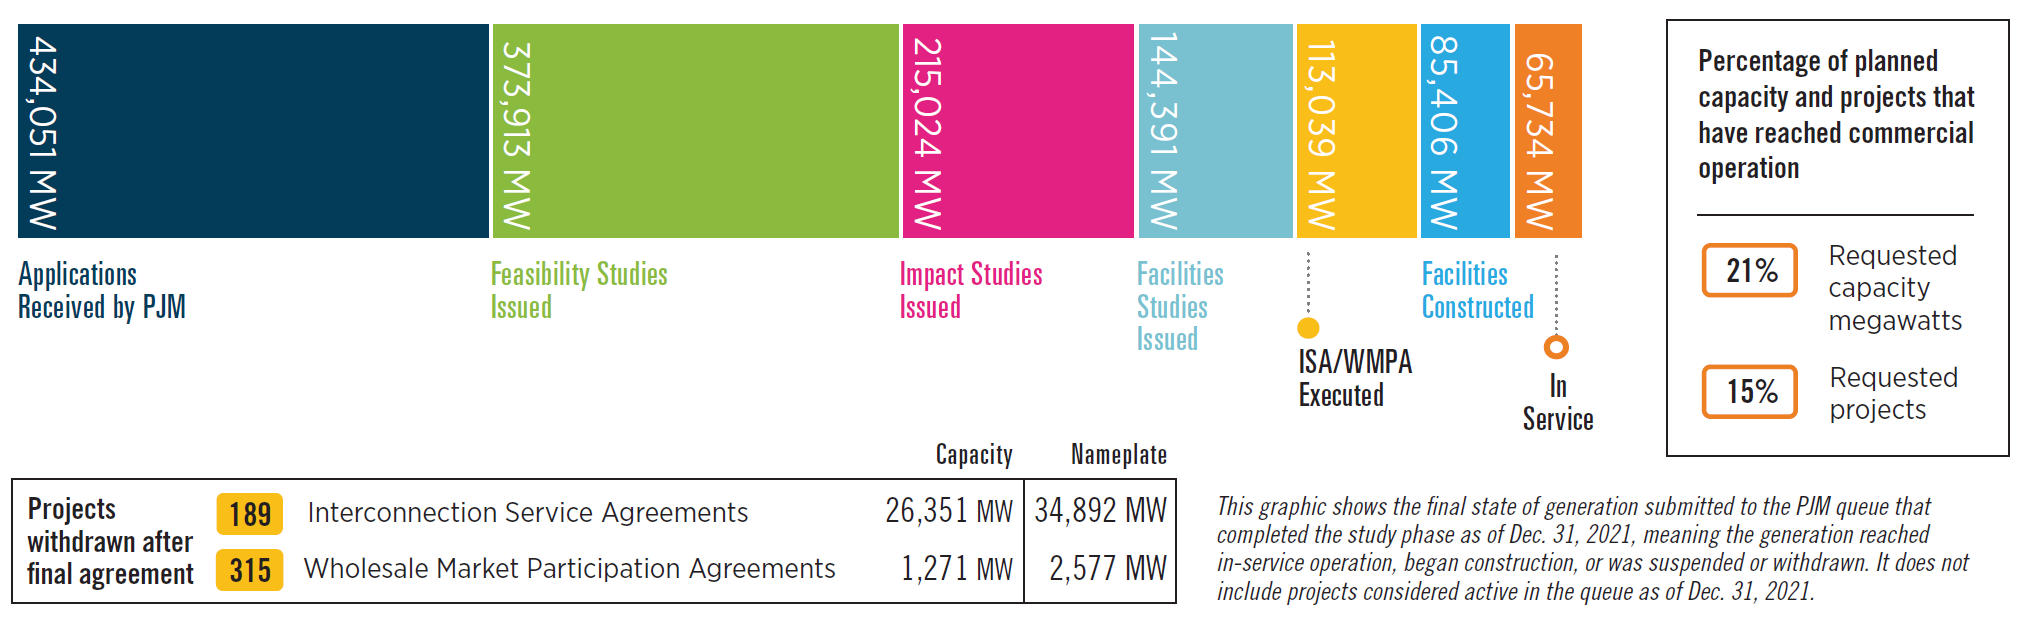 434,051 MW
373,913 MW
215,024 MW
144,391 MW
113,039 MW
85,406 MW
65,734 MW
Applications
Received by PJM
Feasibility Studies
Issued
Impact Studies
Issued
Facilities
Studies
Issued
ISA/WMPA
Executed
Facilities
Constructed
In
Service
Percentage of planned
capacity and projects that
have reached commercial
operation
21%
Requested
capacity
megawatts
15%
Requested
projects
Capacity
Nameplate
Projects
withdrawn after
final agreement
189
Interconnection Service Agreements
26,351 MW
34,892 MW
315
Wholesale Market Participation Agreements
1,271 MW
2,577 MW
This graphic shows the final state of generation submitted to the PJM queue that
completed the study phase as of Dec. 31, 2021, meaning the generation reached
in-service operation, began construction, or was suspended or withdrawn. It does not
include projects considered active in the queue as of Dec. 31, 2021.